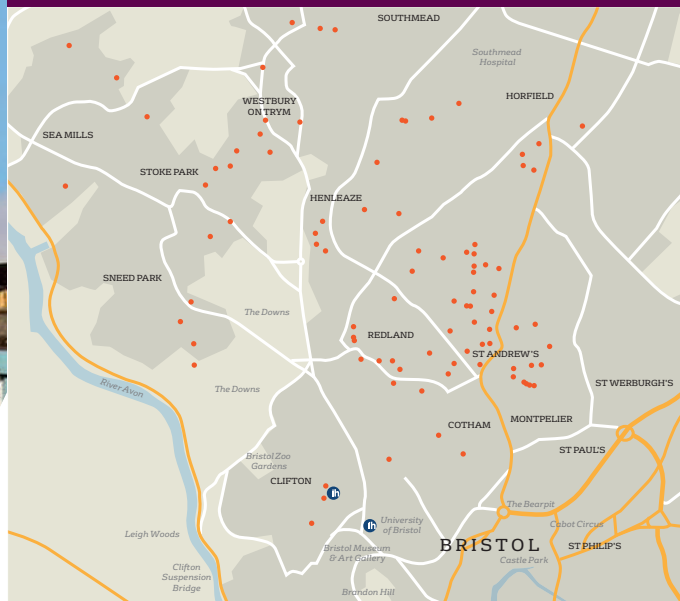 SOUTHMEAD
Southmead
Hospital
WESTBURY
ON TRYM
HORFIELD
SEA MILLS
STOKE PARK
HENLEAZE
SNEED PARK
The Downs
REDLAND
ST ANDREW'S
River Avon
The Downs
ST WERBURGH'S
COTHAM
MONTPELIER
ST PAUL'S
Bristol Zoo
Gardens
CLIFTON
ih
The Bearpit
ih
University
of Bristol
Cabot Circus
Leigh Woods
BRISTOL
ST PHILIP'S
Bristol Museum
& Art Gallery
Castle Park
Clifton
Suspension
Bridge
Brandon Hill